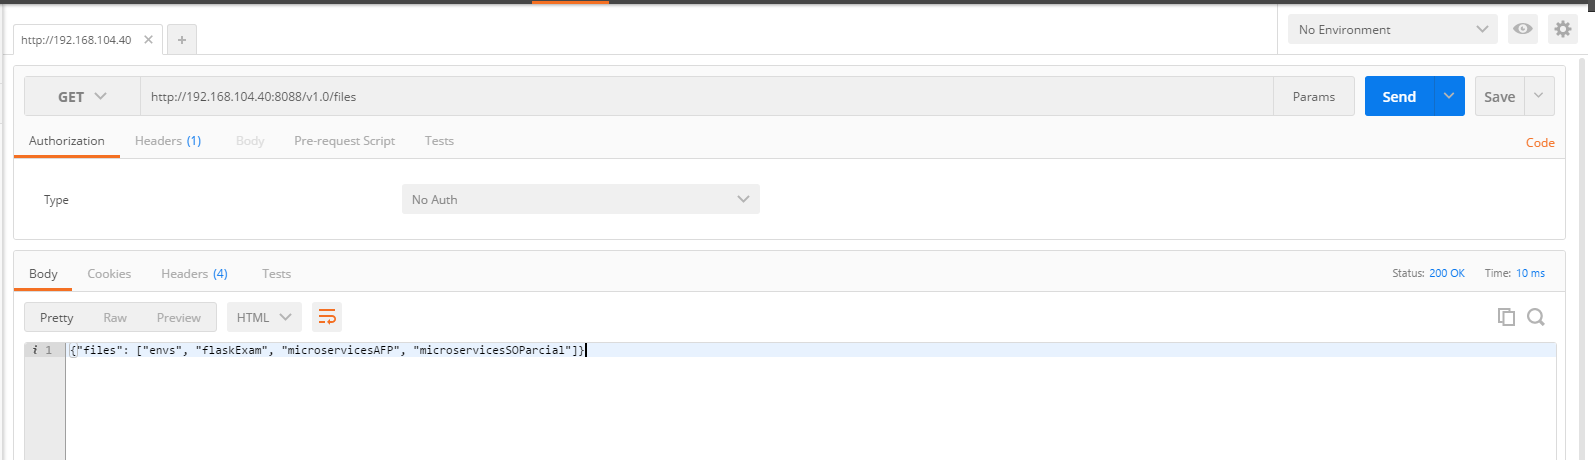 http://192.168.104.40 No Environment
GET http://192.168.104.40:8088/v1.0/files Params Send Save
Authorization Headers (1) Body Pre-request Script Tests Code
Type No Auth
Body Cookies Headers (4) Tests Status: 200 OK Time: 10 ms
Pretty Raw Preview HTML
i 1 {"files": ["envs", "flaskExam", "microservicesAFP", "microservicesSOParcial"]}